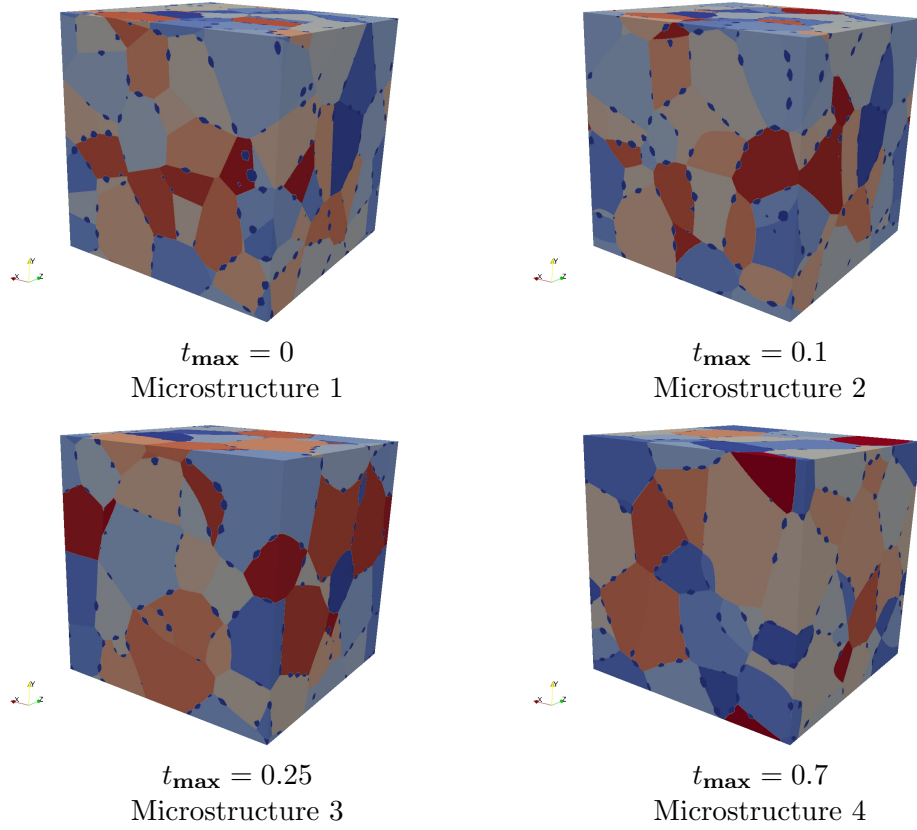 Y
X
Z
Y
X
Z
t_max = 0
Microstructure 1
t_max = 0.1
Microstructure 2
Y
X
Z
Y
X
Z
t_max = 0.25
Microstructure 3
t_max = 0.7
Microstructure 4